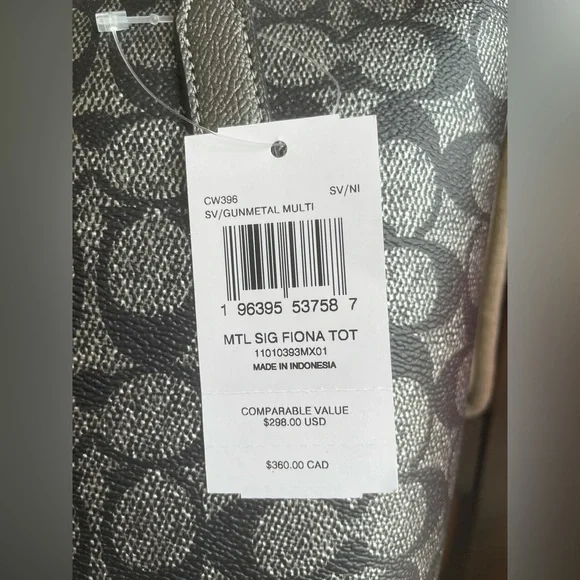 CW396 SV/NI
SV/GUNMETAL MULTI
1 96395 53758 7
MTL SIG FIONA TOT
11010393MX01
MADE IN INDONESIA
COMPARABLE VALUE
$298.00 USD
$360.00 CAD